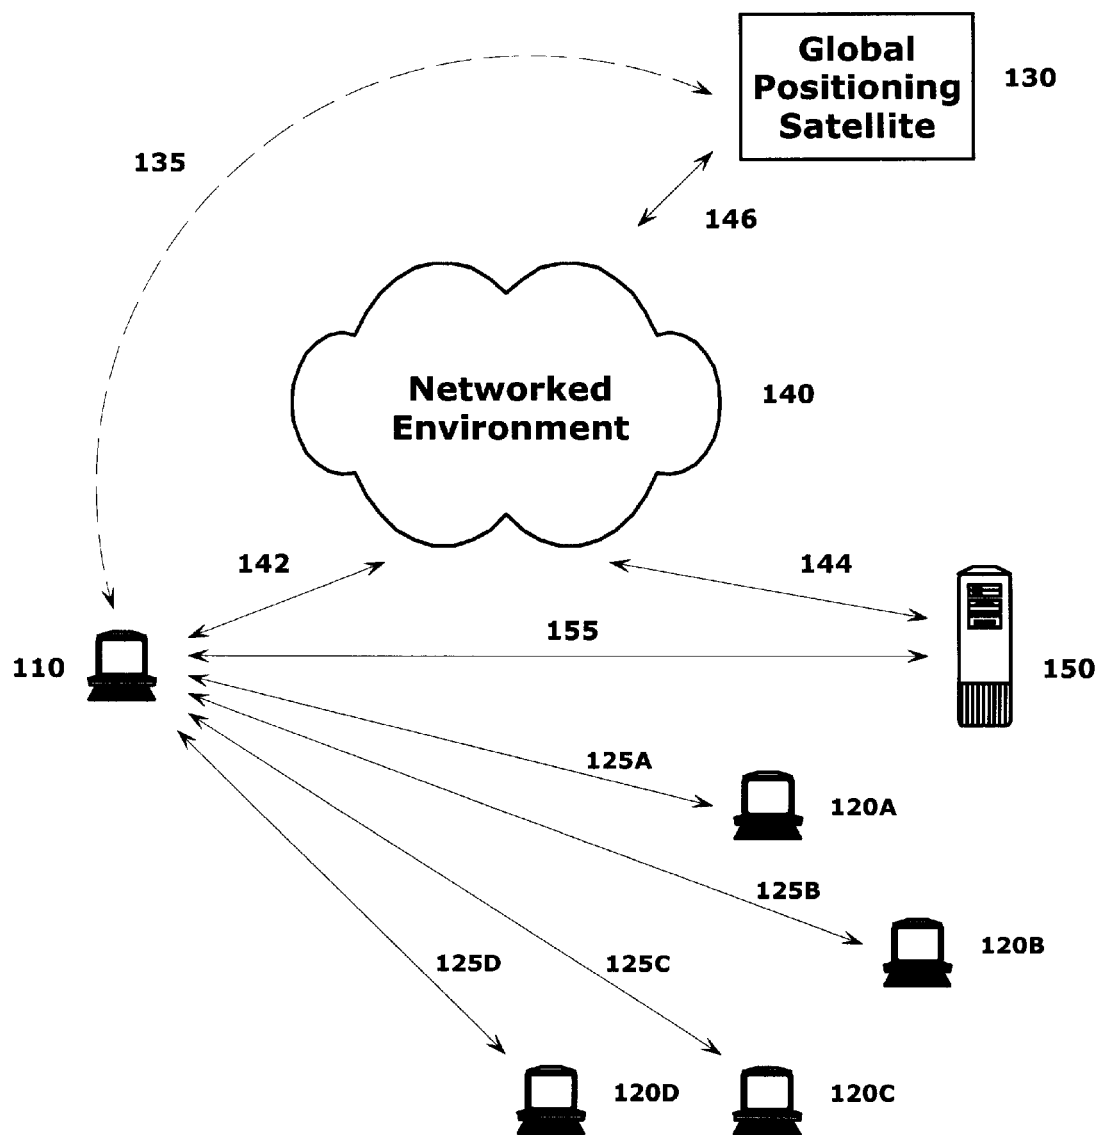 Global
Positioning
Satellite
130
135
146
Networked
Environment
140
142
144
155
110
150
125A
120A
125B
120B
125D
125C
120D
120C